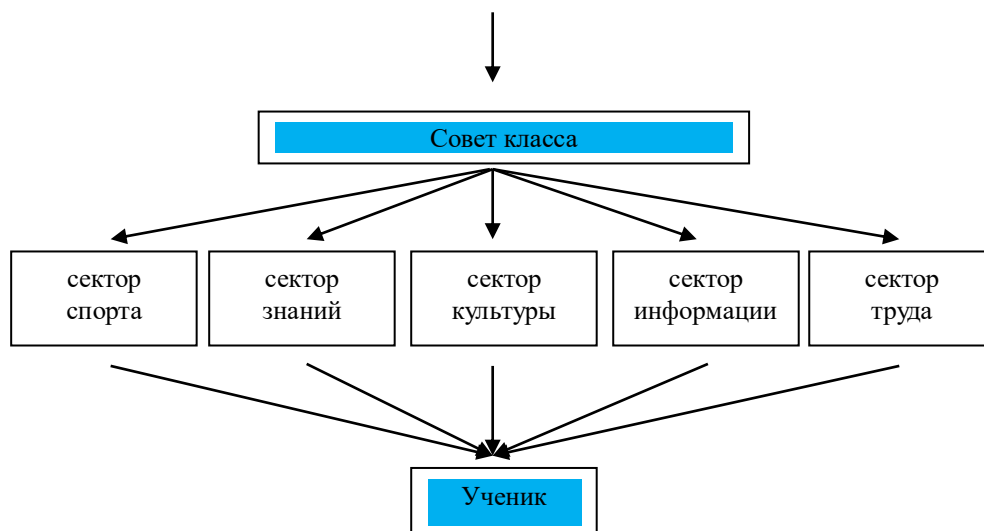 Совет класса
сектор
спорта
сектор
знаний
сектор
культуры
сектор
информации
сектор
труда
Ученик